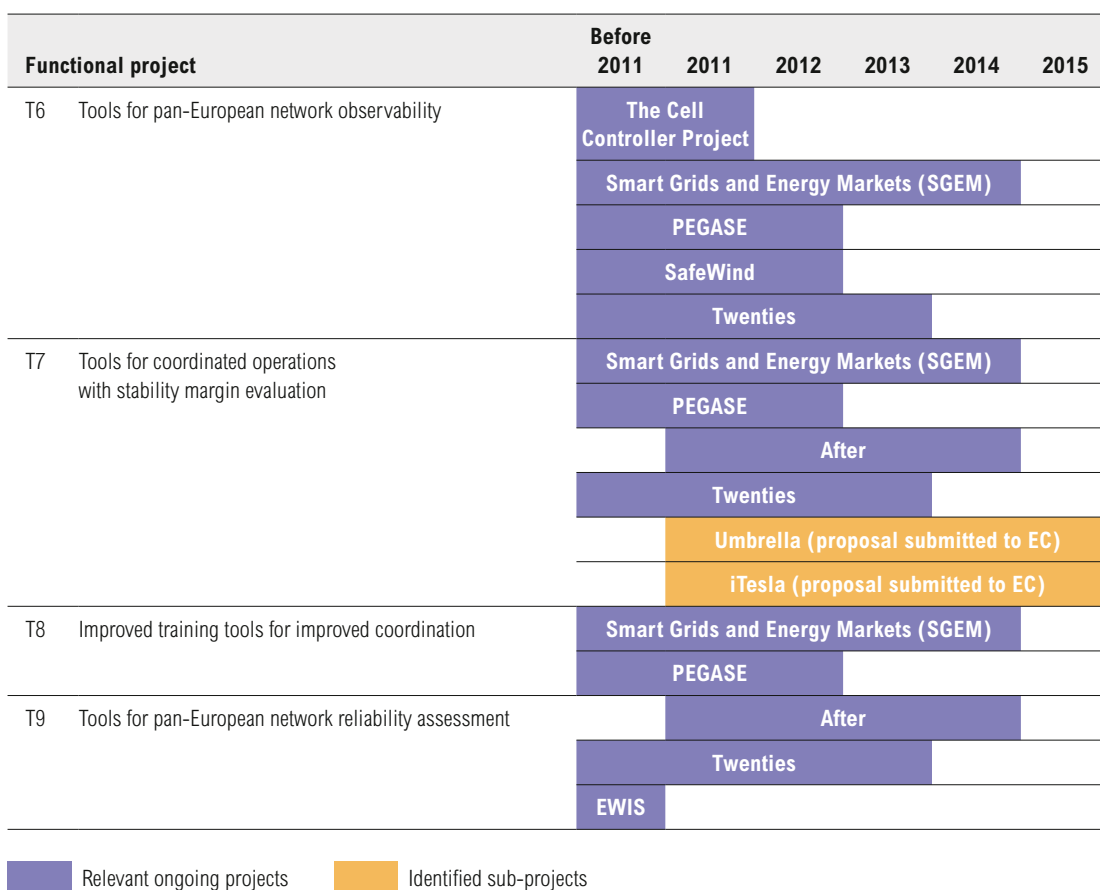 Functional project Before 2011 2011 2012 2013 2014 2015
T6 Tools for pan-European network observability
The Cell
Controller Project
Smart Grids and Energy Markets (SGEM)
PEGASE
SafeWind
Twenties
T7 Tools for coordinated operations
with stability margin evaluation
Smart Grids and Energy Markets (SGEM)
PEGASE
After
Twenties
Umbrella (proposal submitted to EC)
iTesla (proposal submitted to EC)
T8 Improved training tools for improved coordination
Smart Grids and Energy Markets (SGEM)
PEGASE
T9 Tools for pan-European network reliability assessment
After
Twenties
EWIS
Relevant ongoing projects Identified sub-projects